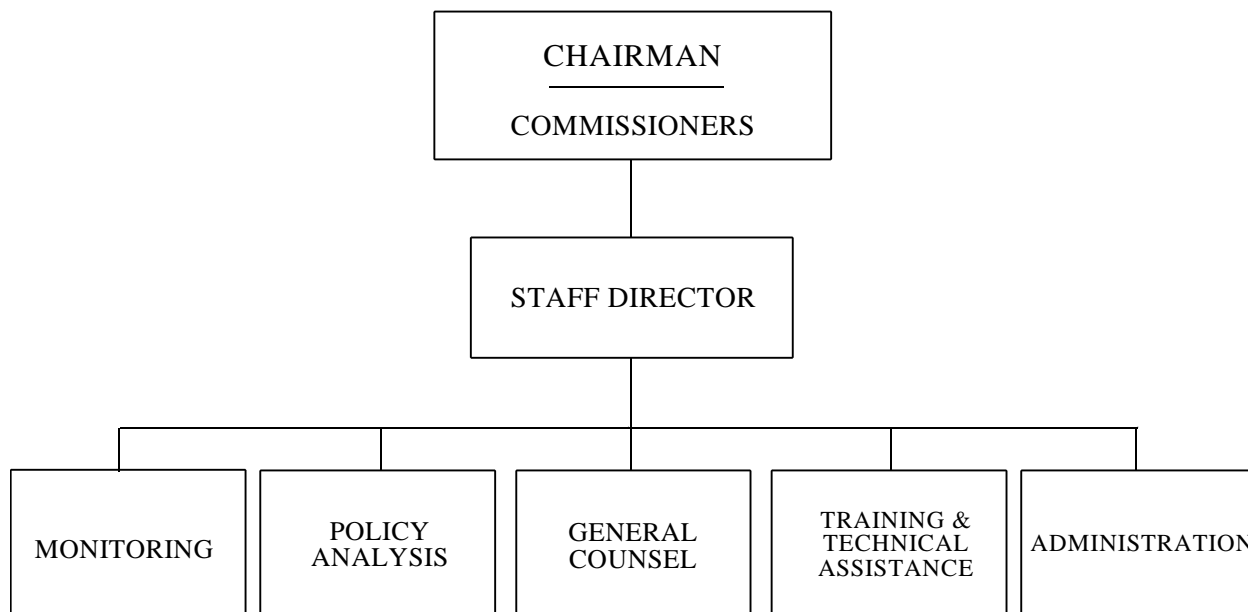 CHAIRMAN
COMMISSIONERS
STAFF DIRECTOR
MONITORING
POLICY
ANALYSIS
GENERAL
COUNSEL
TRAINING &
TECHNICAL
ASSISTANCE
ADMINISTRATION